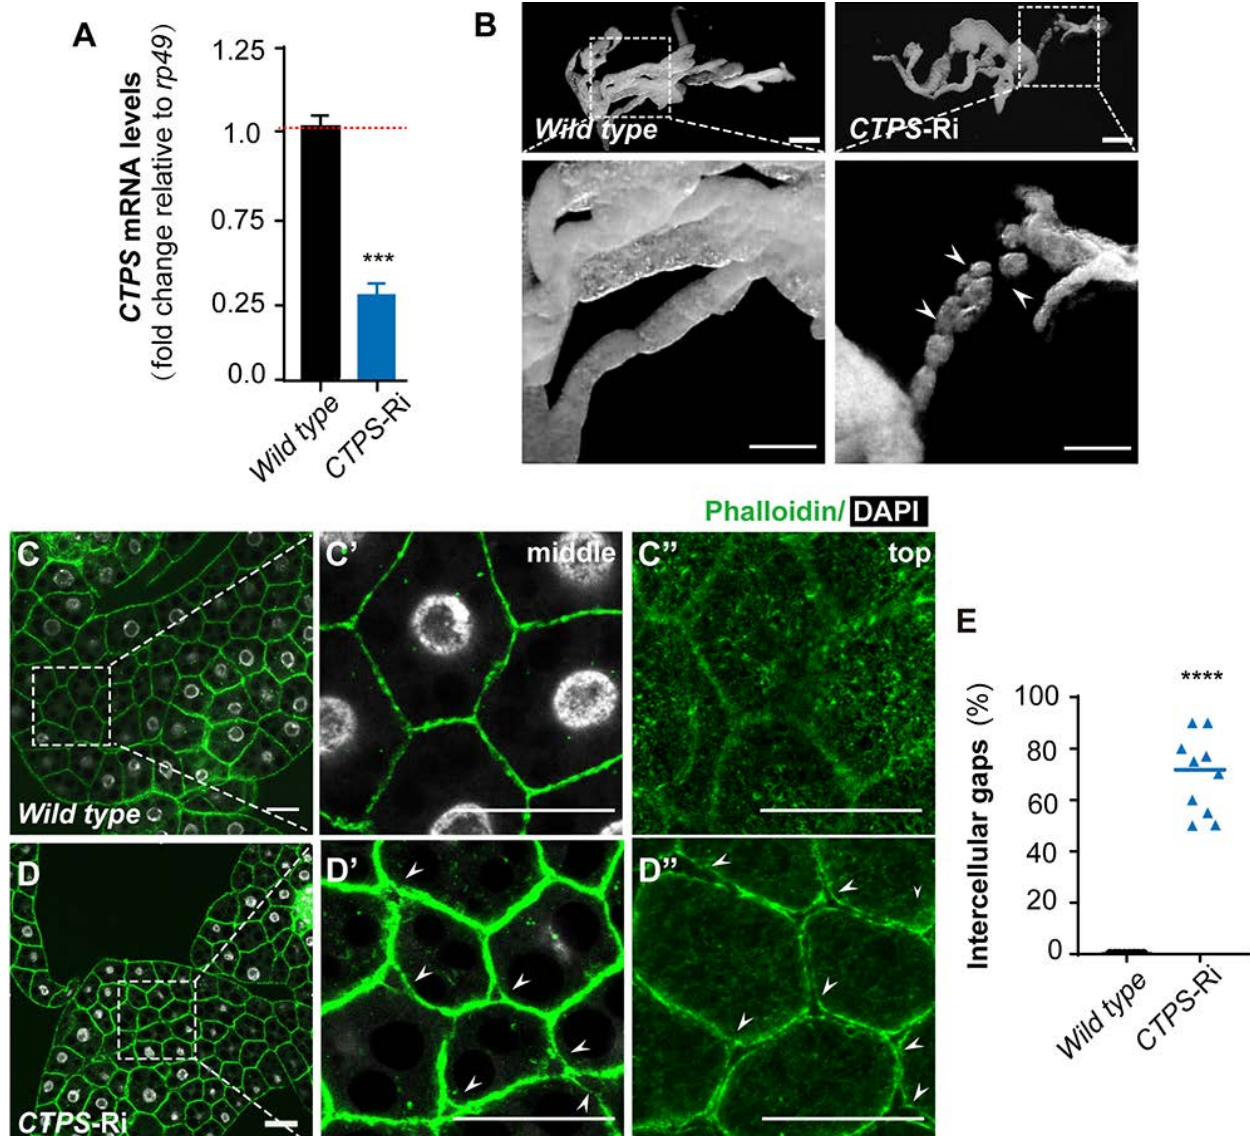 A
CTPS mRNA levels
(fold change relative to rp49)
1.25
1.0
0.75
0.25
0.0
***
Wild type
CTPS-Ri
B
Wild type
CTPS-Ri
Phalloidin/ DAPI
C
Wild type
C’
middle
C”
top
D
CTPS-Ri
D’
D”
E
Intercellular gaps (%)
100
80
60
40
20
0
****
Wild type
CTPS-Ri